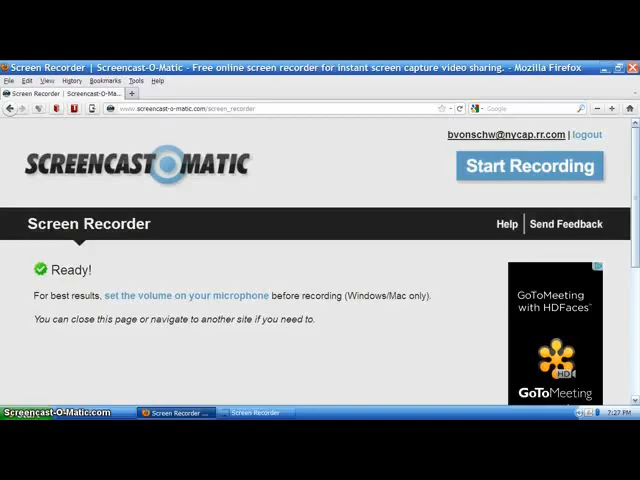 Screen Recorder | Screencast-O-Matic - Free online screen recorder for instant screen capture video sharing. - Mozilla Firefox
File Edit View History Bookmarks Tools Help
Screen Recorder | Screencast-O-Ma...
www.screencast-o-matic.com/screen_recorder
Google
bvonschw@nycap.rr.com | logout
SCREENCAST-O-MATIC
Start Recording
Screen Recorder
Help | Send Feedback
Ready!
For best results, set the volume on your microphone before recording (Windows/Mac only).
You can close this page or navigate to another site if you need to.
GoToMeeting
with HDFaces™
HD
GoToMeeting
Screencast-O-Matic.com
Screen Recorder ...
Screen Recorder
7:27 PM